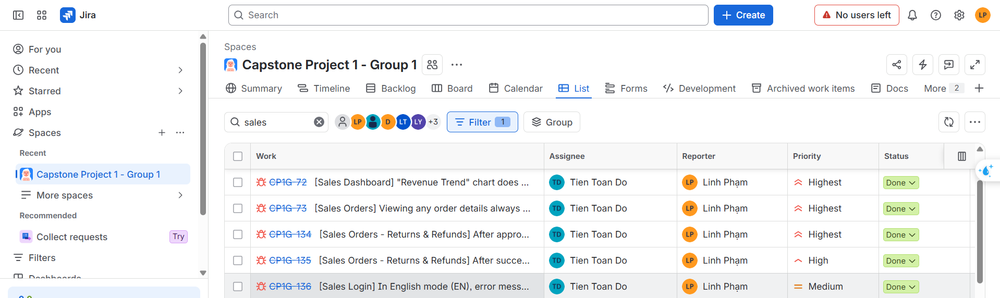 Jira
Search
Create
No users left
LP
For you
Recent
Starred
Apps
Spaces
Recent
Capstone Project 1 - Group 1
More spaces
Recommended
Collect requests
Try
Filters
Dashboards
Spaces
Capstone Project 1 - Group 1
Summary
Timeline
Backlog
Board
Calendar
List
Forms
Development
Archived work items
Docs
More 2
sales
LP D LT LY +3
Filter 1
Group
Work Assignee Reporter Priority Status
CP1G-72 [Sales Dashboard] "Revenue Trend" chart does ... TD Tien Toan Do LP Linh Phạm Highest Done
CP1G-73 [Sales Orders] Viewing any order details always ... TD Tien Toan Do LP Linh Phạm Highest Done
CP1G-134 [Sales Orders - Returns & Refunds] After appro... TD Tien Toan Do LP Linh Phạm Highest Done
CP1G-135 [Sales Orders - Returns & Refunds] After succe... TD Tien Toan Do LP Linh Phạm High Done
CP1G-136 [Sales Login] In English mode (EN), error mess... TD Tien Toan Do LP Linh Phạm Medium Done